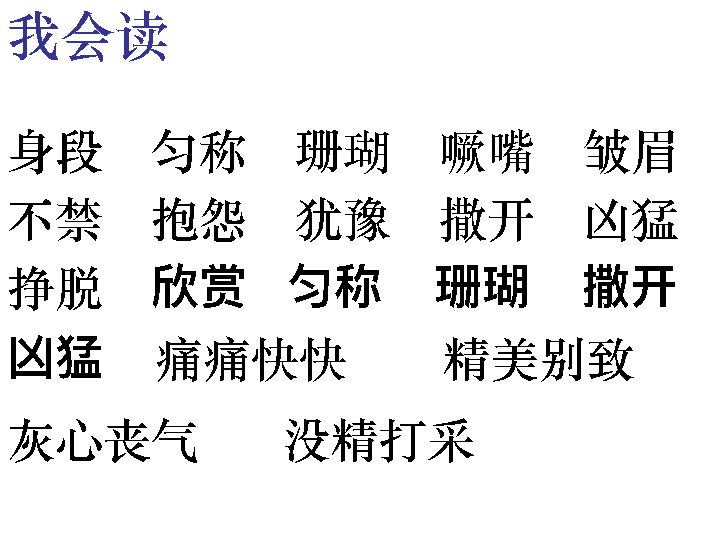 我会读
身段 匀称 珊瑚 噘嘴 皱眉
不禁 抱怨 犹豫 撒开 凶猛
挣脱 欣赏 匀称 珊瑚 撒开
凶猛 痛痛快快 精美别致
灰心丧气 没精打采